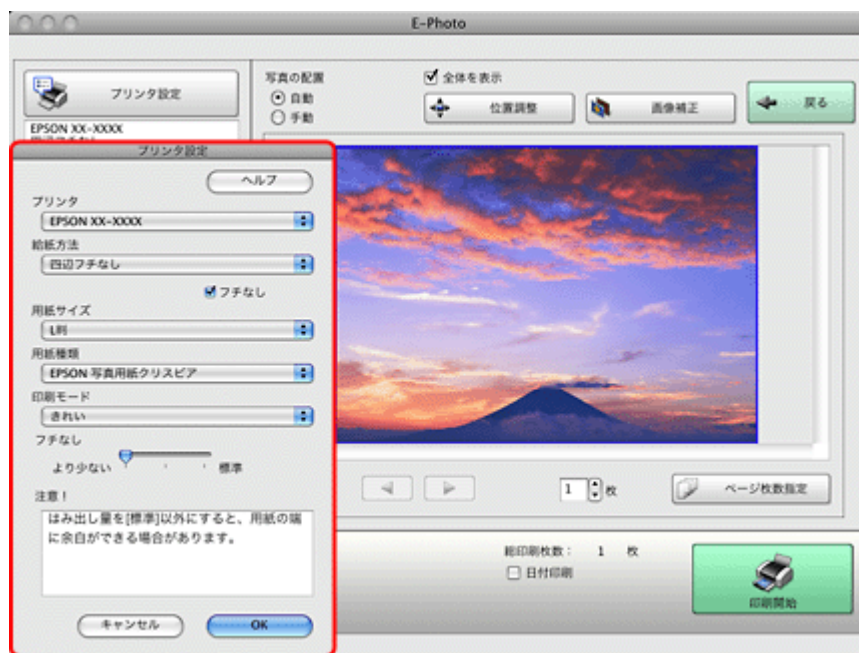 E-Photo
プリンタ設定
EPSON XX-XXXX
写真の配置
自動
手動
全体を表示
位置調整
画像補正
戻る
プリンタ設定
ヘルプ
プリンタ
EPSON XX-XXXX
給紙方法
四辺フチなし
フチなし
用紙サイズ
L判
用紙種類
EPSON 写真用紙クリスピア
印刷モード
きれい
フチなし
より少ない 標準
注意！
はみ出し量を[標準]以外にすると、用紙の端
に余白ができる場合があります。
キャンセル
OK
1 枚
ページ枚数指定
総印刷枚数： 1 枚
日付印刷
印刷開始